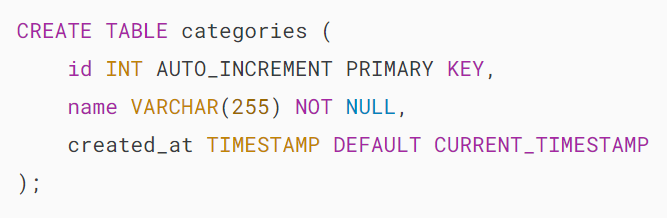 CREATE TABLE categories (
    id INT AUTO_INCREMENT PRIMARY KEY,
    name VARCHAR(255) NOT NULL,
    created_at TIMESTAMP DEFAULT CURRENT_TIMESTAMP
);